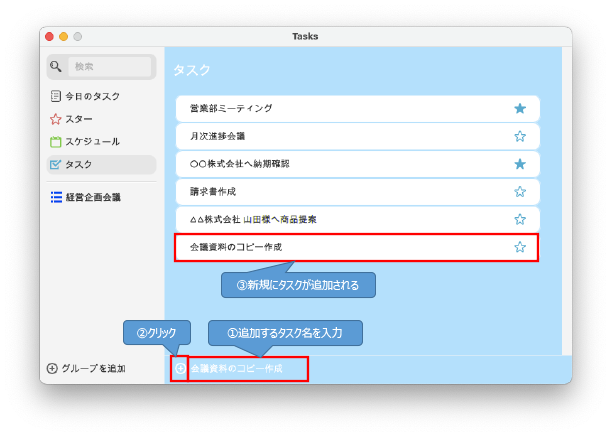 Tasks
検索
今日のタスク
スター
スケジュール
タスク
経営企画会議
グループを追加
タスク
営業部ミーティング
月次進捗会議
〇〇株式会社へ納期確認
請求書作成
△△株式会社 山田様へ商品提案
会議資料のコピー作成
③新規にタスクが追加される
②クリック
①追加するタスク名を入力
会議資料のコピー作成